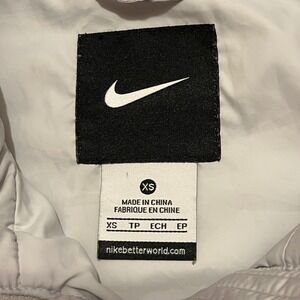 XS
MADE IN CHINA
FABRIQUE EN CHINE
XS TP ECH EP
nikebetterworld.com